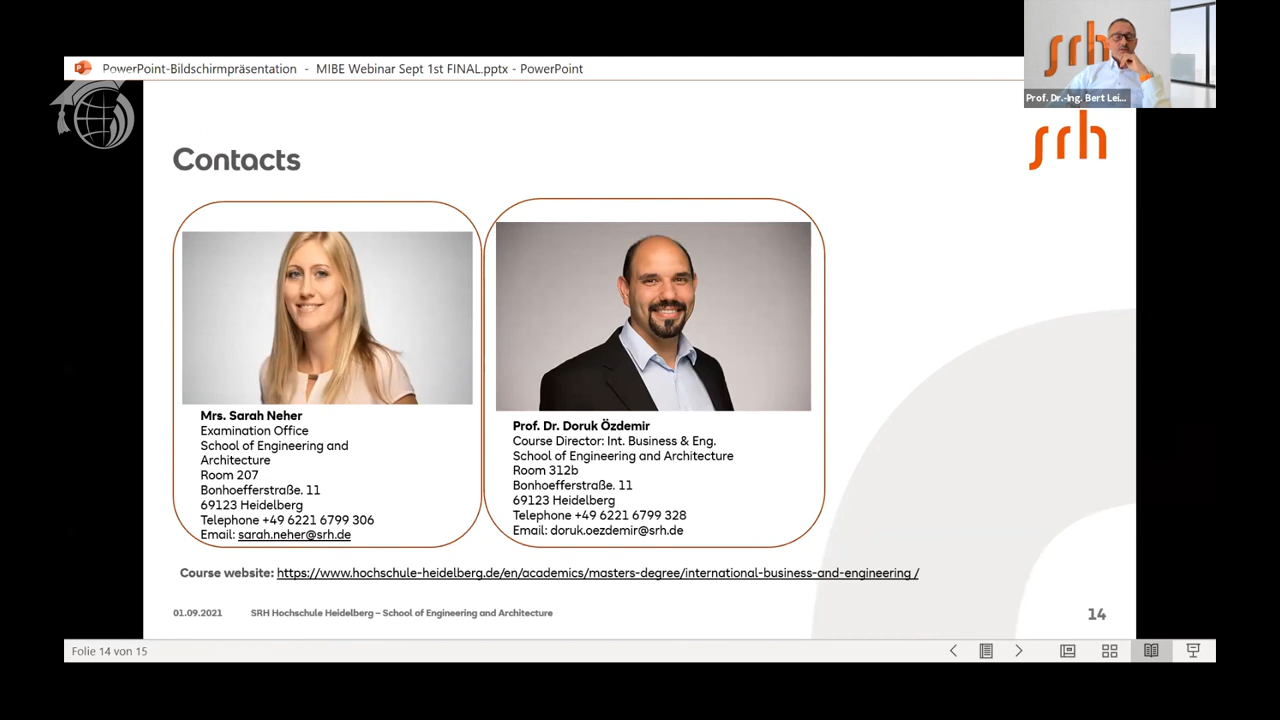 PowerPoint-Bildschirmpräsentation - MIBE Webinar Sept 1st FINAL.pptx - PowerPoint
srh
Prof. Dr.-Ing. Bert Lei...
srh
Contacts
Mrs. Sarah Neher
Examination Office
School of Engineering and
Architecture
Room 207
Bonhoefferstraße. 11
69123 Heidelberg
Telephone +49 6221 6799 306
Email: sarah.neher@srh.de
Prof. Dr. Doruk Özdemir
Course Director: Int. Business & Eng.
School of Engineering and Architecture
Room 312b
Bonhoefferstraße. 11
69123 Heidelberg
Telephone +49 6221 6799 328
Email: doruk.oezdemir@srh.de
Course website: https://www.hochschule-heidelberg.de/en/academics/masters-degree/international-business-and-engineering /
01.09.2021 SRH Hochschule Heidelberg – School of Engineering and Architecture
14
Folie 14 von 15